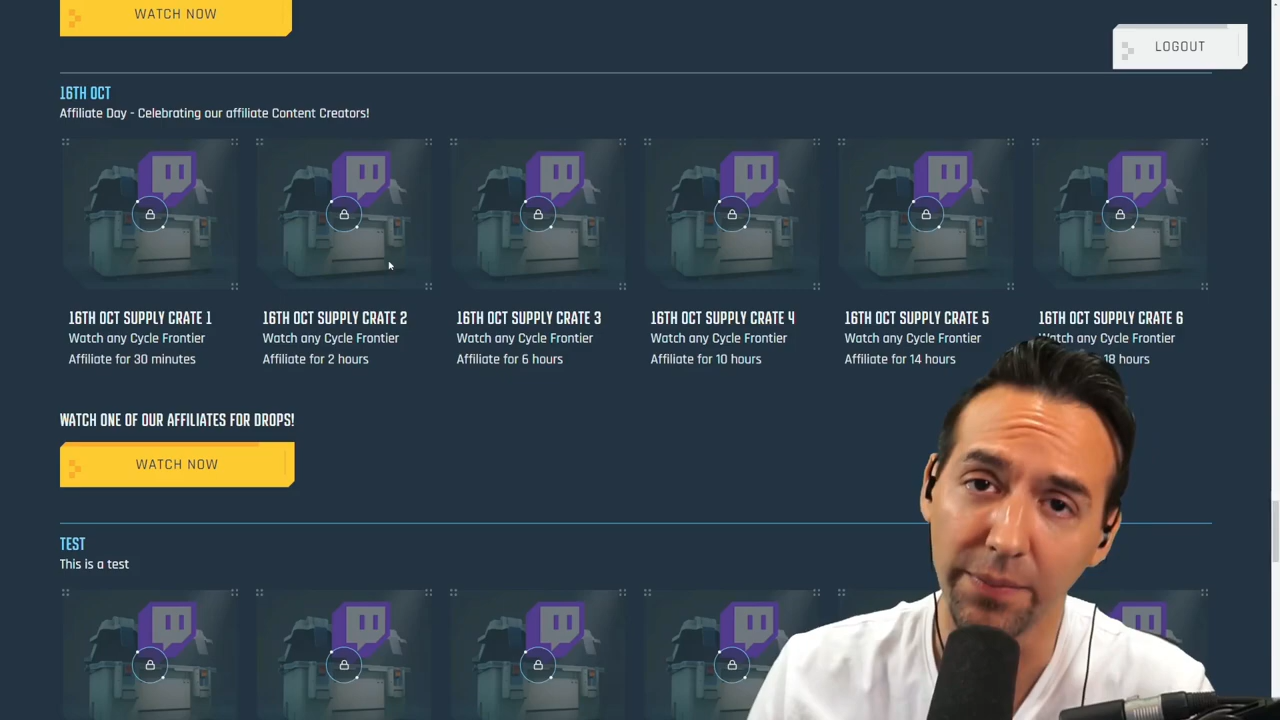 WATCH NOW
LOGOUT
16TH OCT
Affiliate Day - Celebrating our affiliate Content Creators!
16TH OCT SUPPLY CRATE 1
Watch any Cycle Frontier
Affiliate for 30 minutes
16TH OCT SUPPLY CRATE 2
Watch any Cycle Frontier
Affiliate for 2 hours
16TH OCT SUPPLY CRATE 3
Watch any Cycle Frontier
Affiliate for 6 hours
16TH OCT SUPPLY CRATE 4
Watch any Cycle Frontier
Affiliate for 10 hours
16TH OCT SUPPLY CRATE 5
Watch any Cycle Frontier
Affiliate for 14 hours
16TH OCT SUPPLY CRATE 6
Watch any Cycle Frontier
18 hours
WATCH ONE OF OUR AFFILIATES FOR DROPS!
WATCH NOW
TEST
This is a test